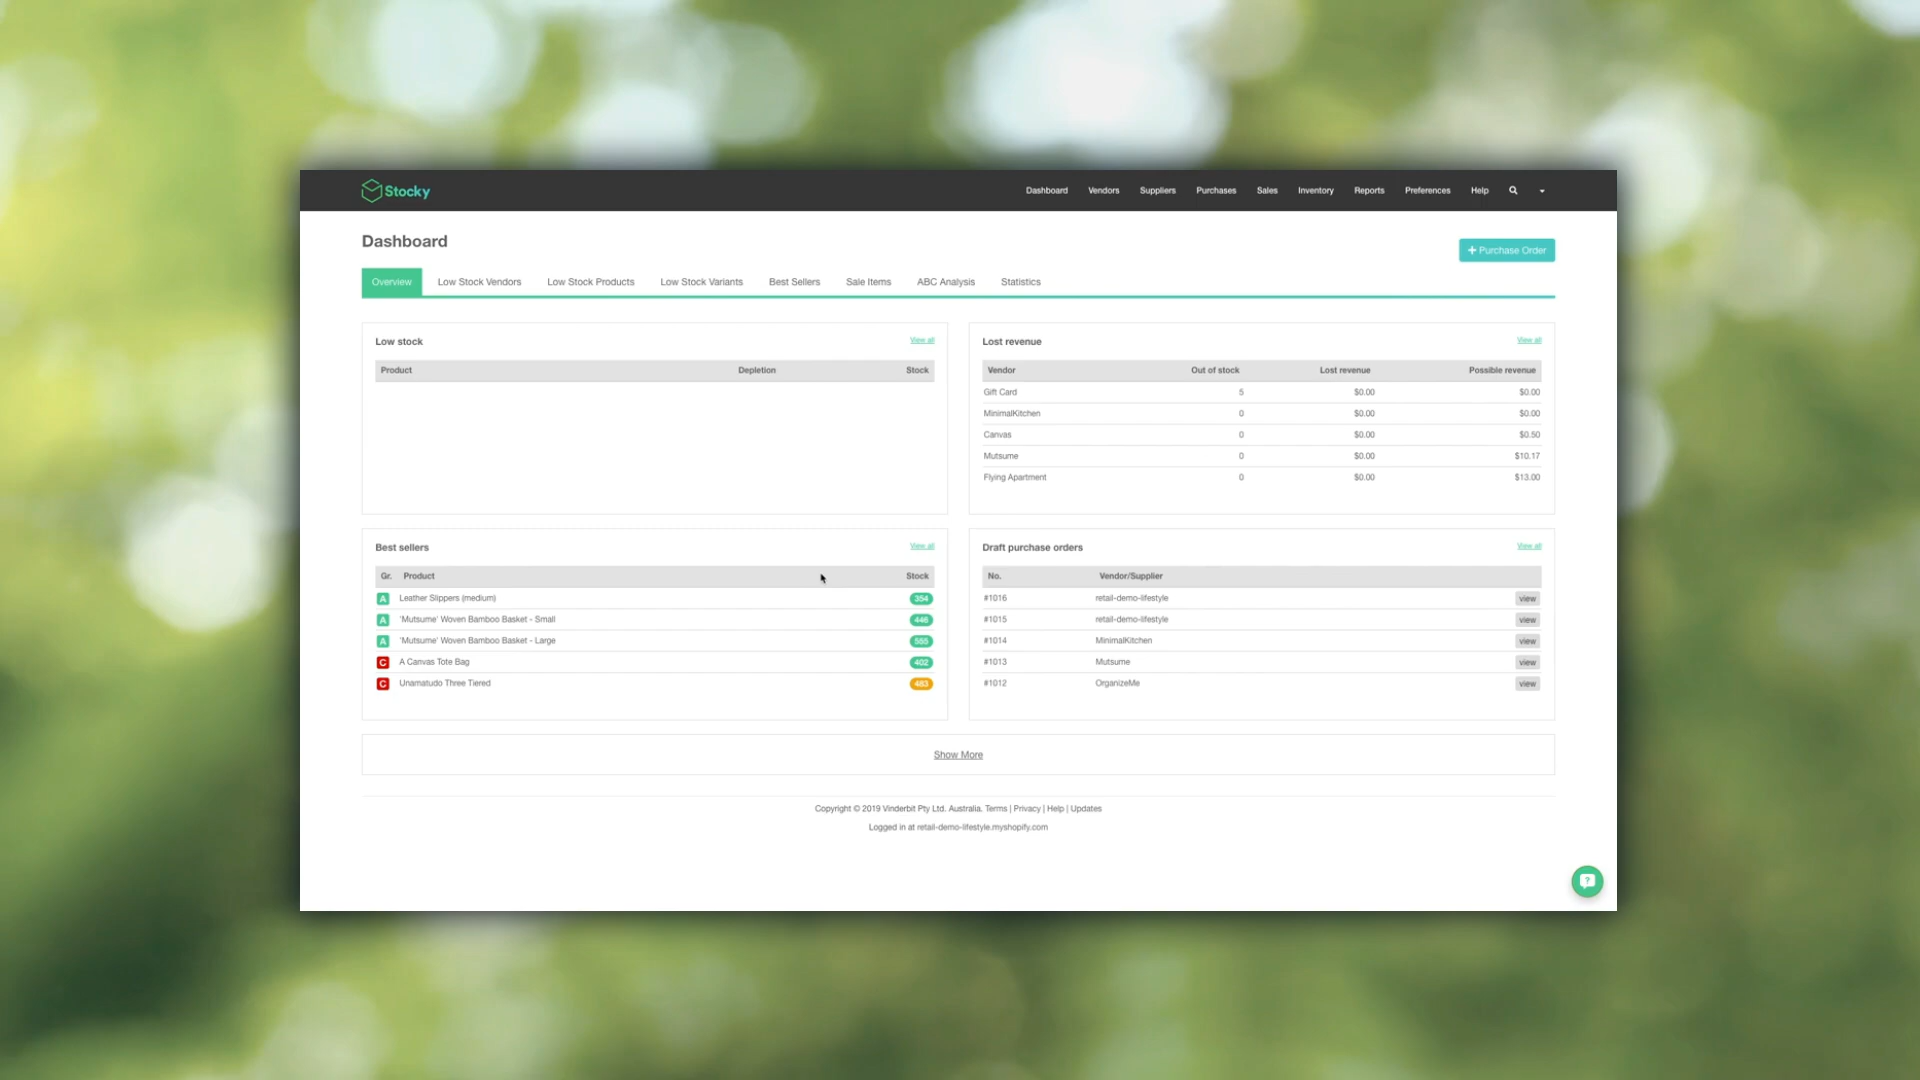 Stocky
Dashboard Vendors Suppliers Purchases Sales Inventory Reports Preferences Help
Dashboard
+ Purchase Order
Overview Low Stock Vendors Low Stock Products Low Stock Variants Best Sellers Sale Items ABC Analysis Statistics
Low stock View all
Product Depletion Stock
Lost revenue View all
Vendor Out of stock Lost revenue Possible revenue
Gift Card 5 $0.00 $0.00
MinimalKitchen 0 $0.00 $0.00
Canvas 0 $0.00 $0.50
Mutsume 0 $0.00 $10.17
Flying Apartment 0 $0.00 $13.00
Best sellers View all
Gr. Product Stock
A Leather Slippers (medium) 354
A 'Mutsume' Woven Bamboo Basket - Small 446
A 'Mutsume' Woven Bamboo Basket - Large 
C A Canvas Tote Bag 402
C Unamatudo Three Tiered 483
Draft purchase orders View all
No. Vendor/Supplier
#1016 retail-demo-lifestyle view
#1015 retail-demo-lifestyle view
#1014 MinimalKitchen view
#1013 Mutsume view
#1012 OrganizeMe view
Show More
Copyright © 2019 Vinderbit Pty Ltd. Australia. Terms | Privacy | Help | Updates
Logged in at retail-demo-lifestyle.myshopify.com